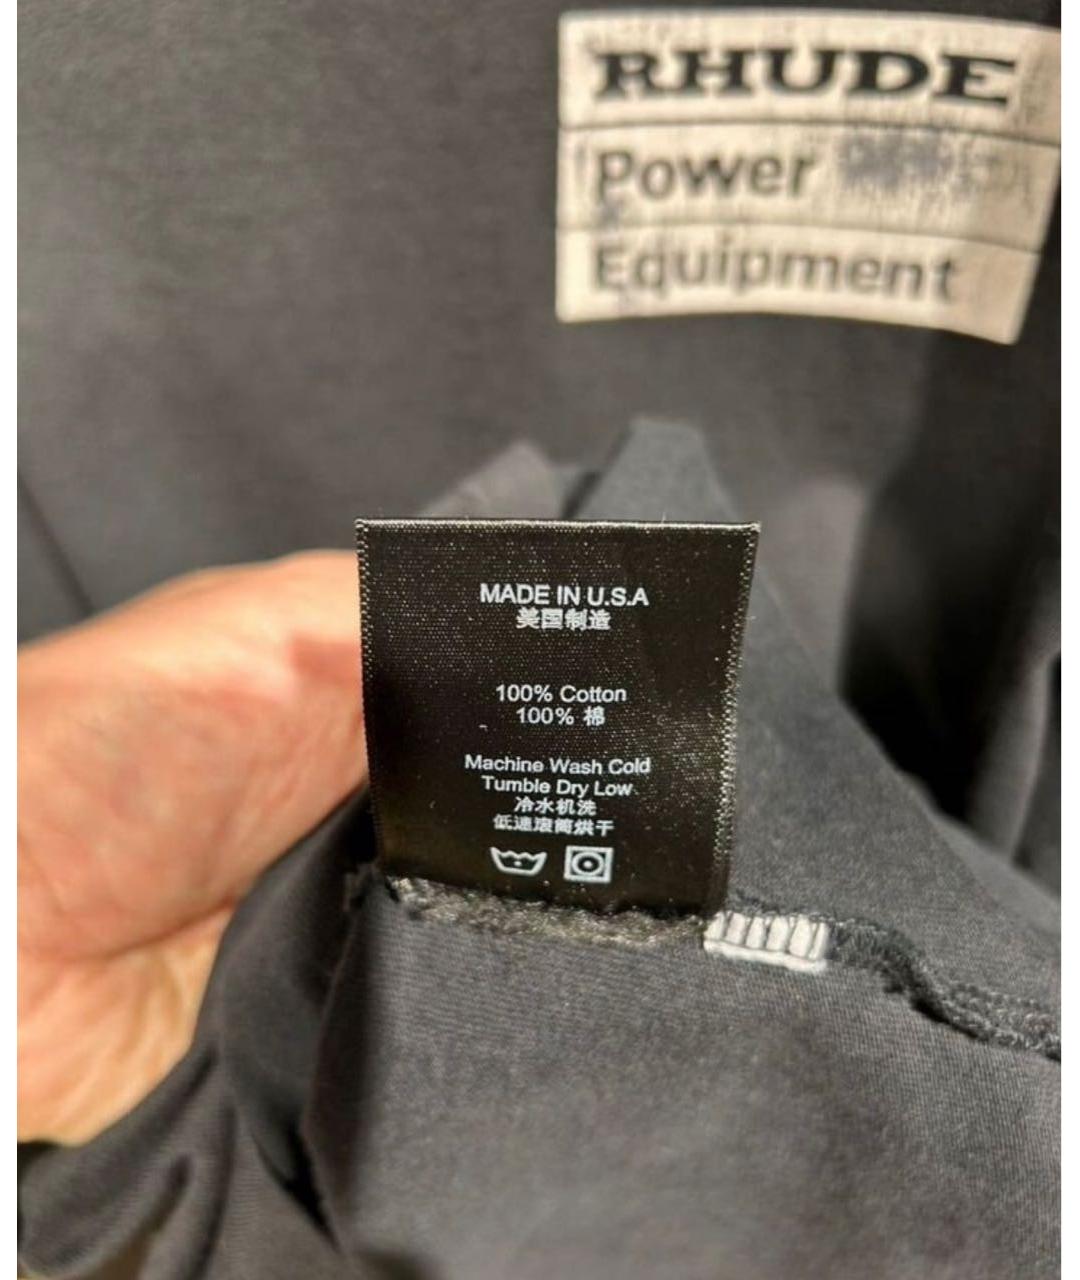 RHUDE
Power
Equipment
MADE IN U.S.A
美国制造
100% Cotton
100% 棉
Machine Wash Cold
Tumble Dry Low
冷水机洗
低速滚筒烘干